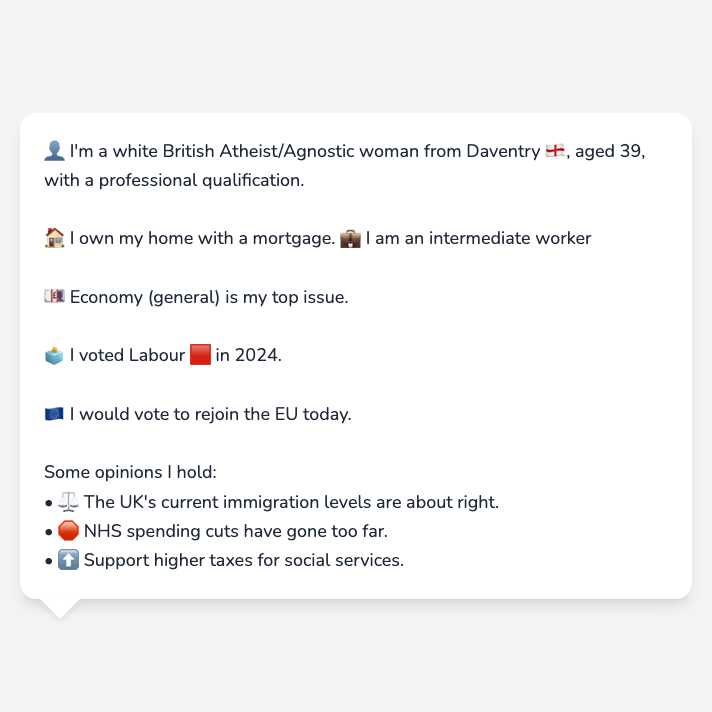 👤 I'm a white British Atheist/Agnostic woman from Daventry 🏴󠁧󠁢󠁥󠁮󠁧󠁿, aged 39,
with a professional qualification.
🏠 I own my home with a mortgage. 💼 I am an intermediate worker
💷 Economy (general) is my top issue.
🗳️ I voted Labour 🟥 in 2024.
🇪🇺 I would vote to rejoin the EU today.
Some opinions I hold:
• ⚖️ The UK's current immigration levels are about right.
• 🛑 NHS spending cuts have gone too far.
• ⬆️ Support higher taxes for social services.